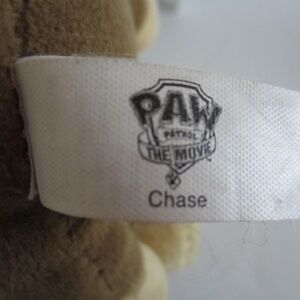 PAW
PATROL
THE MOVIE
Chase